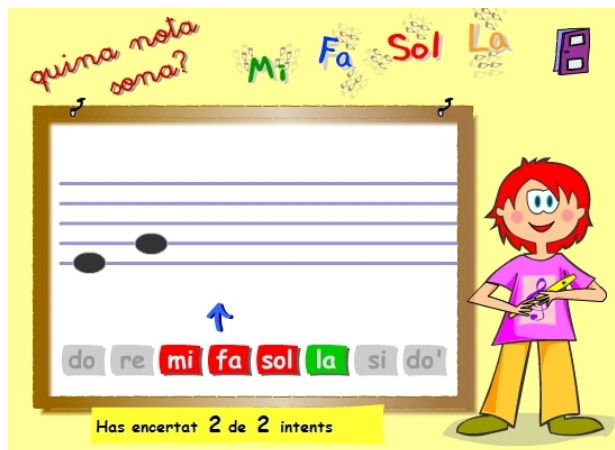 quina nota
sona?
Mi Fa Sol La
do re mi fa sol la si do'
Has encertat 2 de 2 intents